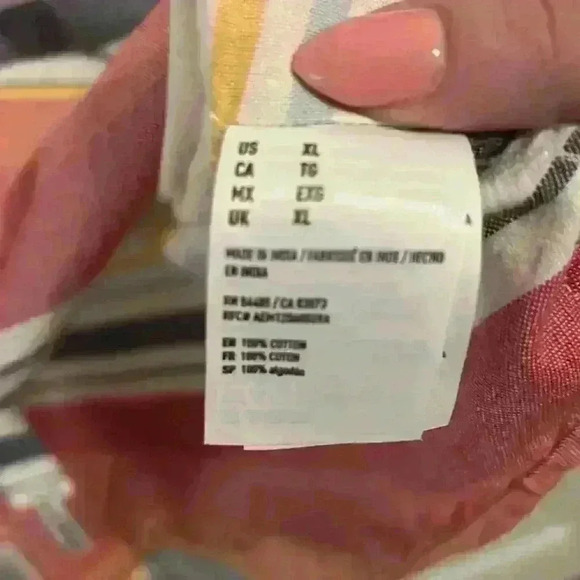 US XL
CA TG
MX EXG
UK XL
A
MADE IN INDIA / FABRIQUÉ EN INDE / HECHO
EN INDIA
EN 100% COTTON
FR 100% COTON
SP 100% algodón